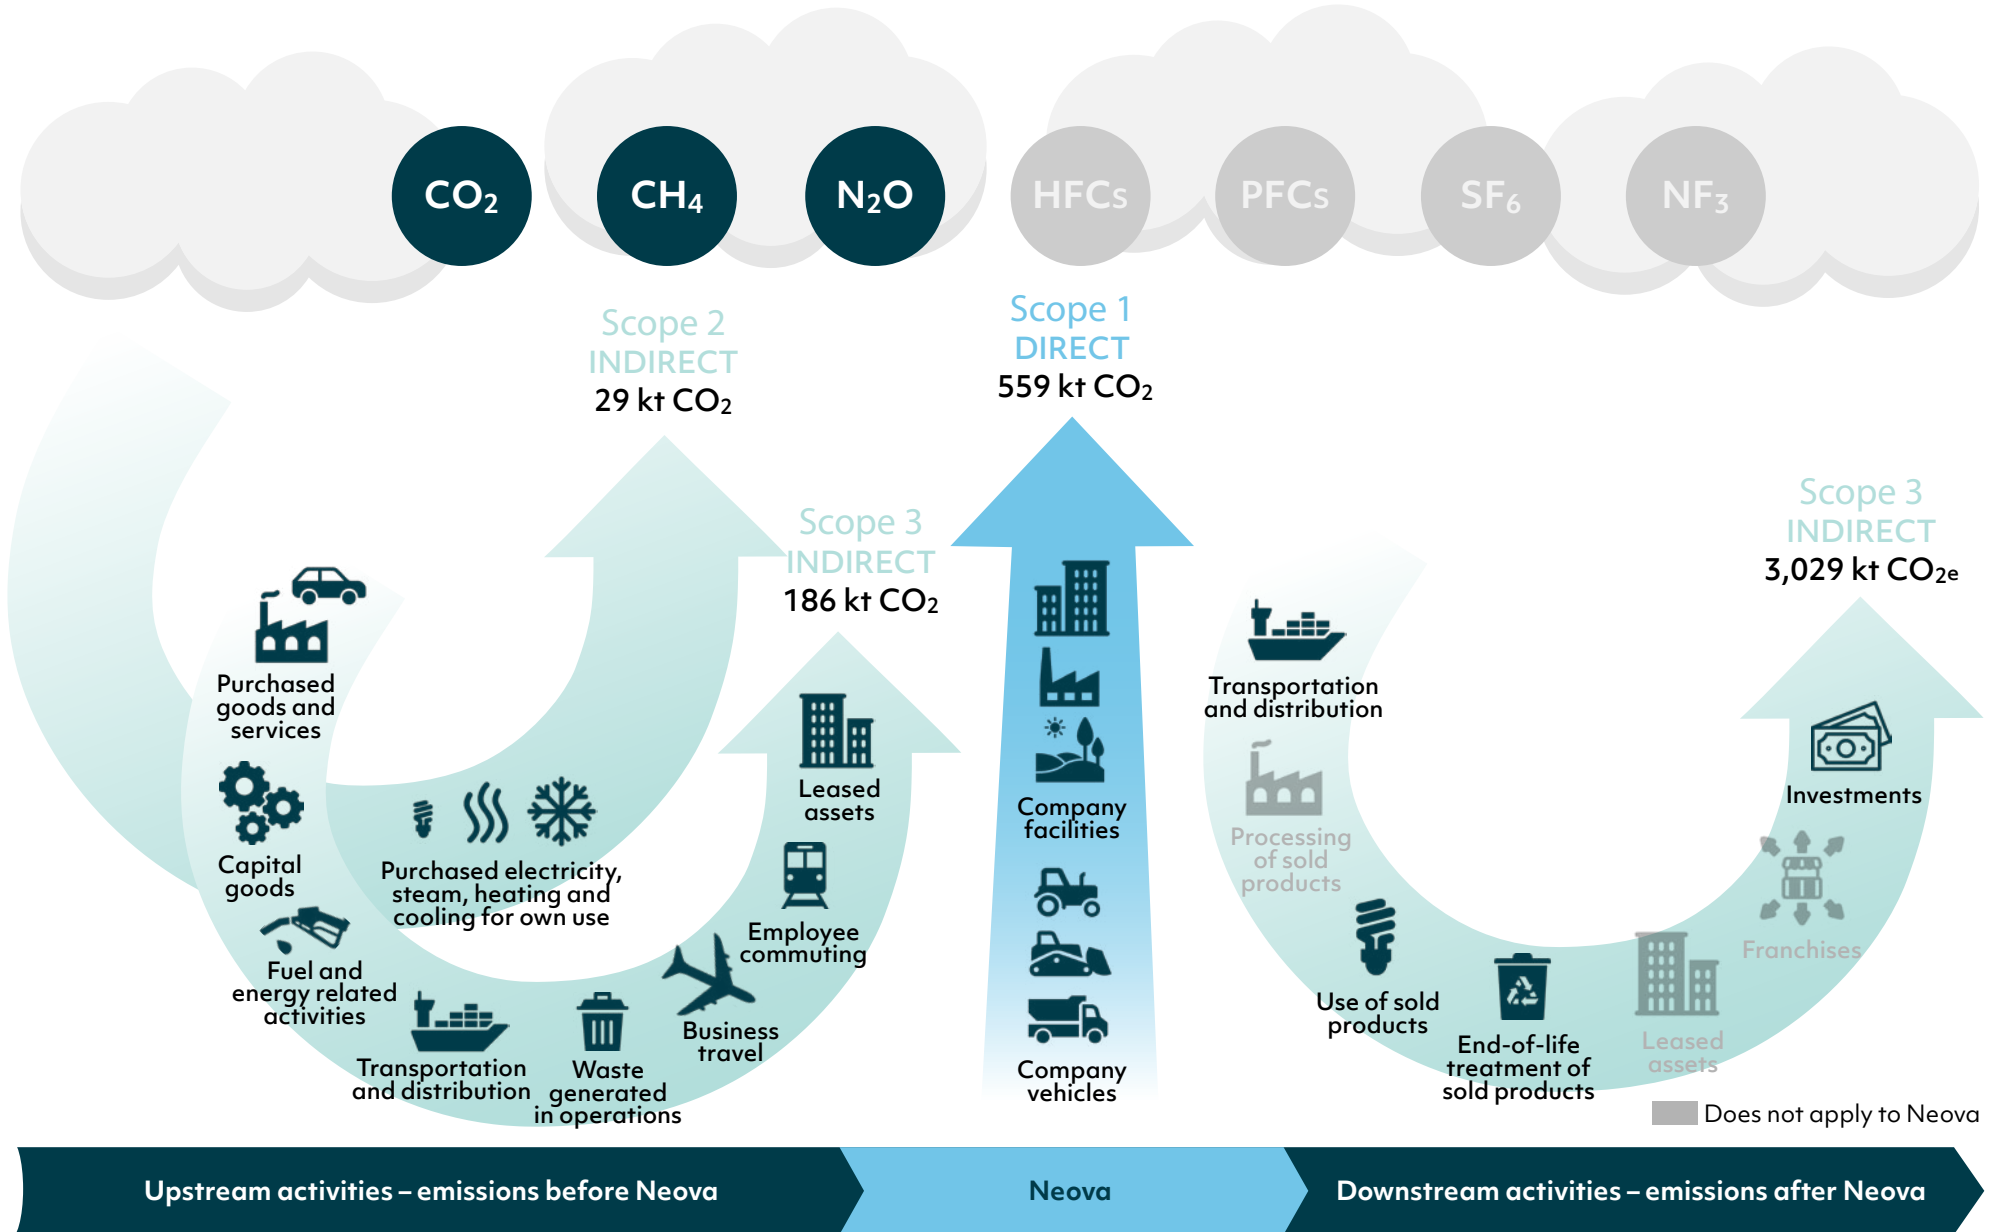 CO₂
CH₄
N₂O
HFCs
PFCs
SF₆
NF₃
Scope 2
INDIRECT
29 kt CO₂
Scope 1
DIRECT
559 kt CO₂
Scope 3
INDIRECT
186 kt CO₂
Scope 3
INDIRECT
3,029 kt CO₂e
Purchased
goods and
services
Capital
goods
Fuel and
energy related
activities
Transportation
and distribution
Waste
generated
in operations
Business
travel
Employee
commuting
Leased
assets
Purchased electricity,
steam, heating and
cooling for own use
Company
facilities
Company
vehicles
Transportation
and distribution
Processing
of sold
products
Use of sold
products
End-of-life
treatment of
sold products
Leased
assets
Franchises
Investments
Does not apply to Neova
Upstream activities – emissions before Neova
Neova
Downstream activities – emissions after Neova